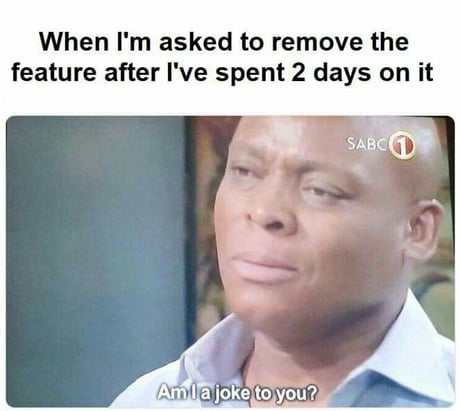 When I'm asked to remove the
feature after I've spent 2 days on it
SABC 1
Am I a joke to you?